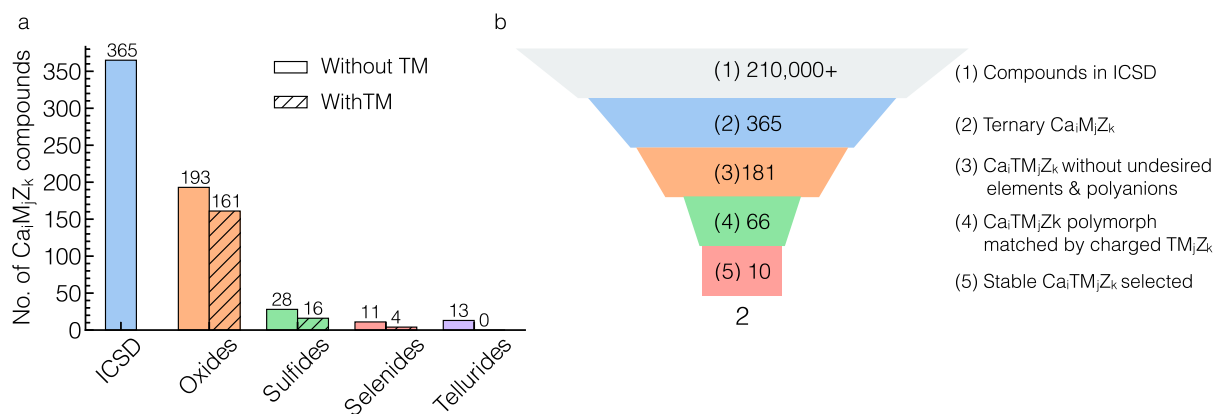 a
No. of CaᵢMⱼZₖ compounds
350
300
250
200
150
100
50
0
365
193
161
28
16
11
4
13
0
Without TM
WithTM
ICSD
Oxides
Sulfides
Selenides
Tellurides
b
(1) 210,000+
(2) 365
(3)181
(4) 66
(5) 10
2
(1) Compounds in ICSD
(2) Ternary CaᵢMⱼZₖ
(3) CaᵢTMⱼZₖ without undesired
elements & polyanions
(4) CaᵢTMⱼZk polymorph
matched by charged TMⱼZₖ
(5) Stable CaᵢTMⱼZₖ selected